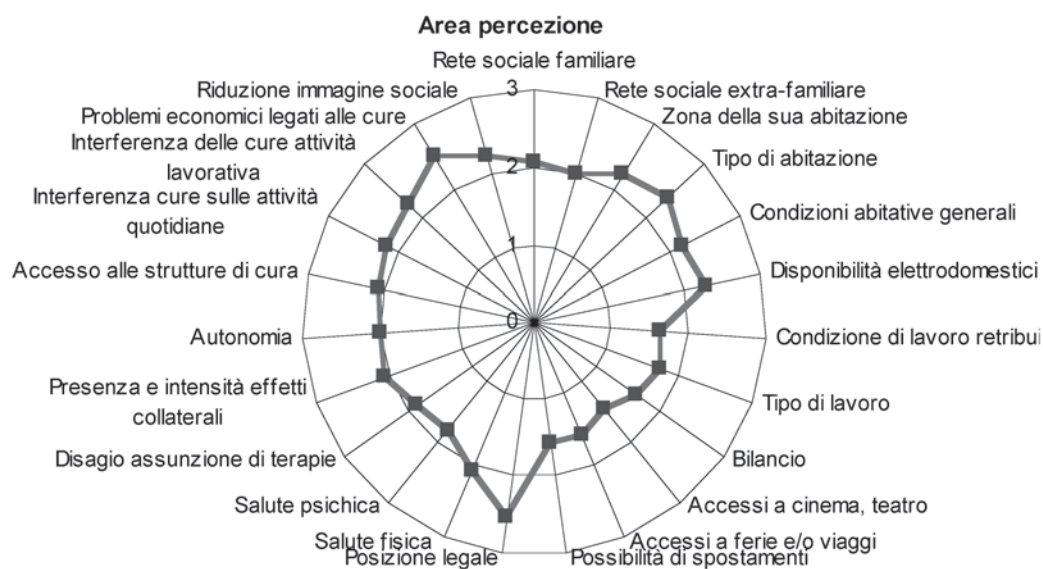 Area percezione
Rete sociale familiare
Riduzione immagine sociale
3
Rete sociale extra-familiare
Problemi economici legati alle cure
Zona della sua abitazione
Interferenza delle cure attività
lavorativa
2
Tipo di abitazione
Interferenza cure sulle attività
quotidiane
Condizioni abitative generali
1
Accesso alle strutture di cura
Disponibilità elettrodomestici
0
Autonomia
Condizione di lavoro retribui
Presenza e intensità effetti
collaterali
Tipo di lavoro
Disagio assunzione di terapie
Bilancio
Salute psichica
Accessi a cinema, teatro
Salute fisica
Accessi a ferie e/o viaggi
Posizione legale
Possibilità di spostamenti